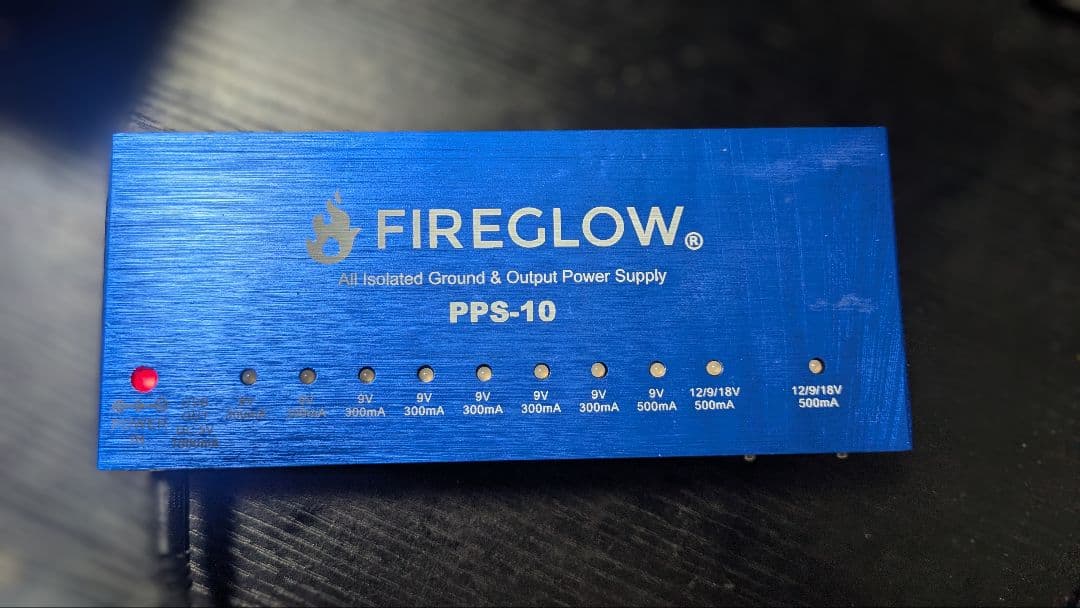 FIREGLOW®
All Isolated Ground & Output Power Supply
PPS-10
9V 9V 9V 9V 9V 9V 12/9/18V 12/9/18V
300mA 300mA 300mA 300mA 300mA 300mA 500mA 500mA 500mA